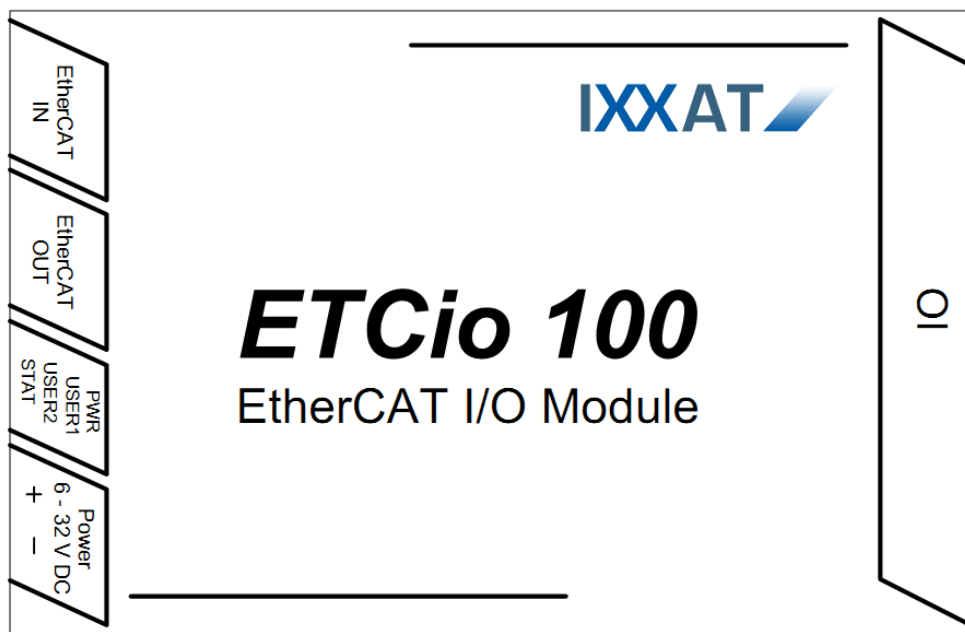 EtherCAT
IN
EtherCAT
OUT
PWR
USER1
USER2
STAT
Power
6 - 32 V DC
+ −
IXXAT
ETCio 100
EtherCAT I/O Module
IO